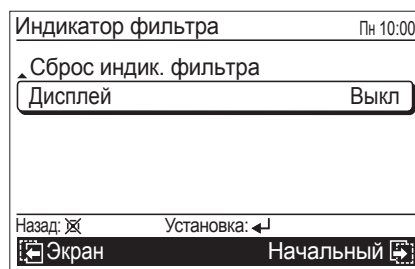 Индикатор фильтра Пн 10:00
Сброс индик. фильтра
Дисплей Выкл
Назад: Установка:
Экран Начальный